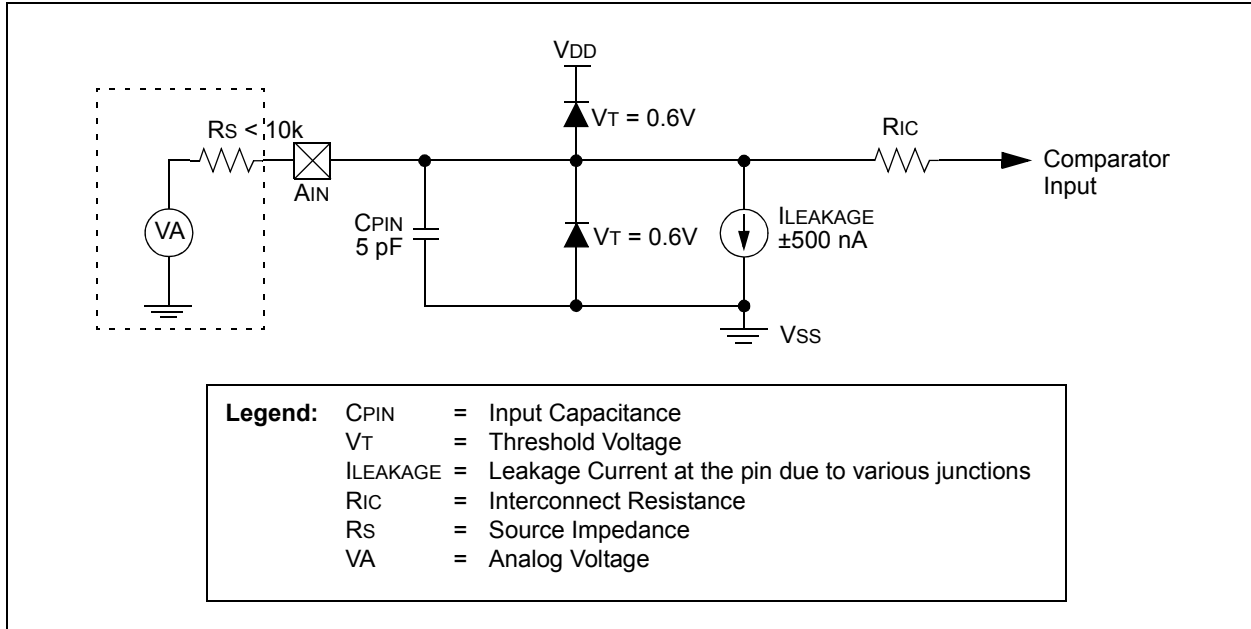 VDD
VT = 0.6V
RS < 10k
RIC
AIN
Comparator
Input
VA
CPIN
5 pF
VT = 0.6V
ILEAKAGE
±500 nA
VSS
Legend: CPIN = Input Capacitance
VT = Threshold Voltage
ILEAKAGE = Leakage Current at the pin due to various junctions
RIC = Interconnect Resistance
RS = Source Impedance
VA = Analog Voltage